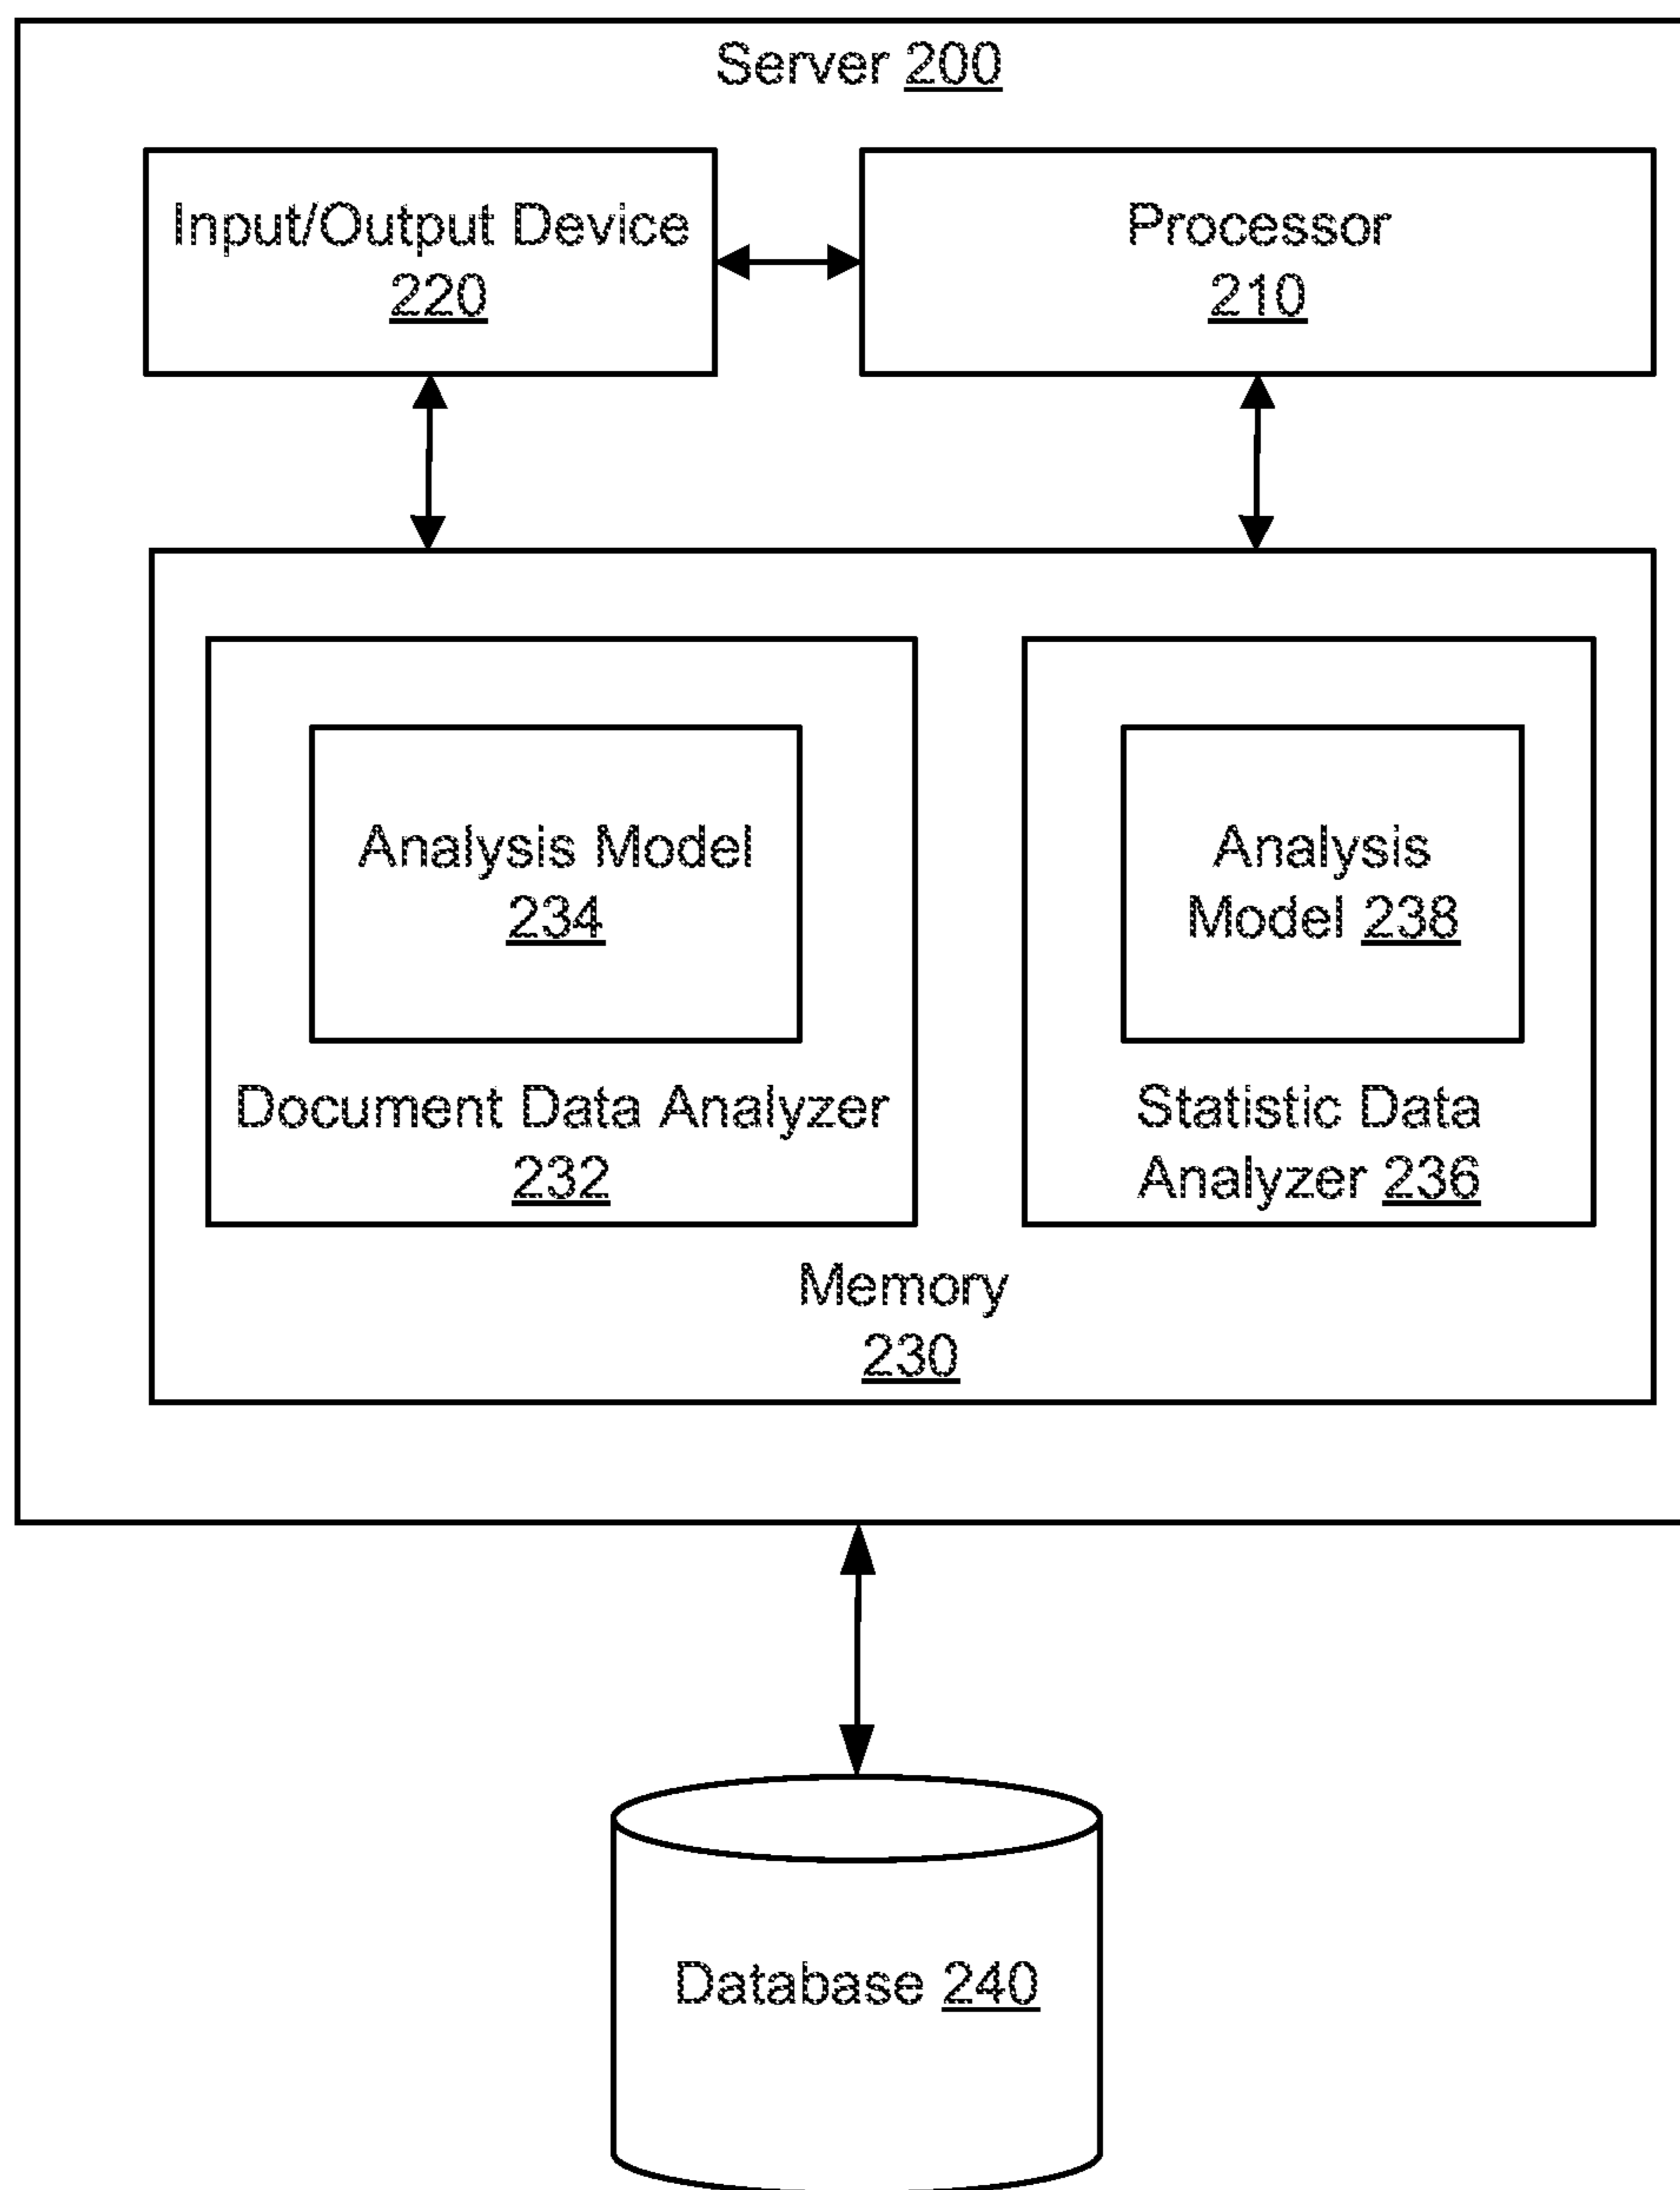 Server 200
Input/Output Device
220
Processor
210
Analysis Model
234
Document Data Analyzer
232
Analysis
Model 238
Statistic Data
Analyzer 236
Memory
230
Database 240